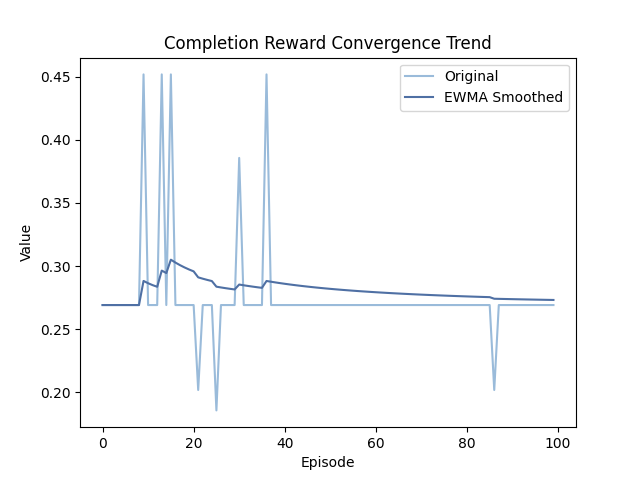 Completion Reward Convergence Trend
Original
EWMA Smoothed
0.45
0.40
0.35
0.30
0.25
0.20
Value
0
20
40
60
80
100
Episode